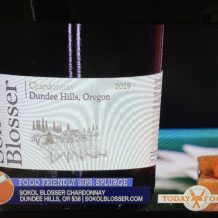 Blosser
Chardonnay 2019
Dundee Hills, Oregon
FOOD FRIENDLY SIPS: SPLURGE
SOKOL BLOSSER CHARDONNAY
DUNDEE HILLS, OR $38 | SOKOLBLOSSER.COM
TODAY FOOD